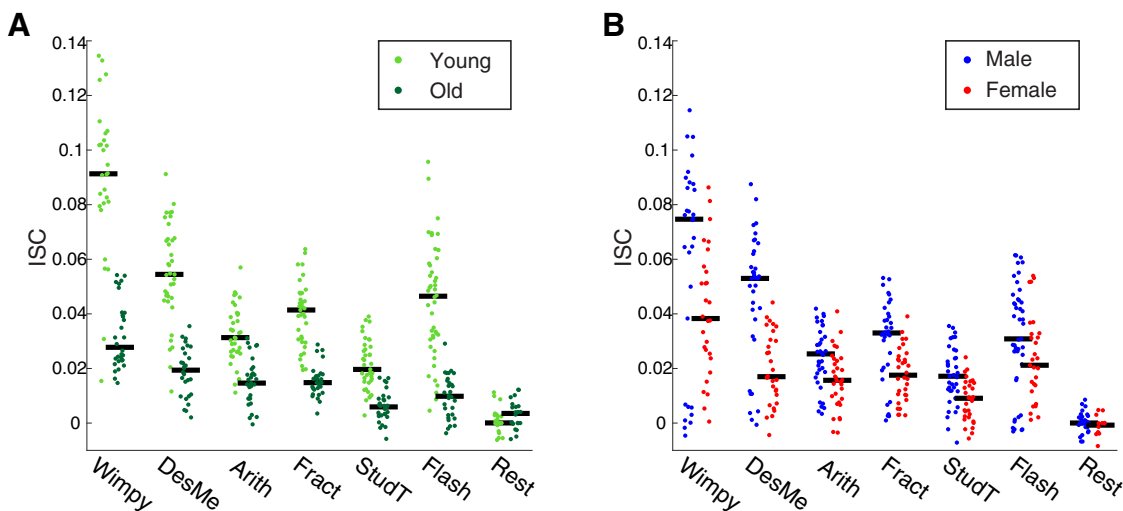 A
B
0.14
0.12
0.1
0.08
0.06
0.04
0.02
0
ISC
Young
Old
Wimpy
DesMe
Arith
Fract
StudT
Flash
Rest
0.14
0.12
0.1
0.08
0.06
0.04
0.02
0
ISC
Male
Female
Wimpy
DesMe
Arith
Fract
StudT
Flash
Rest